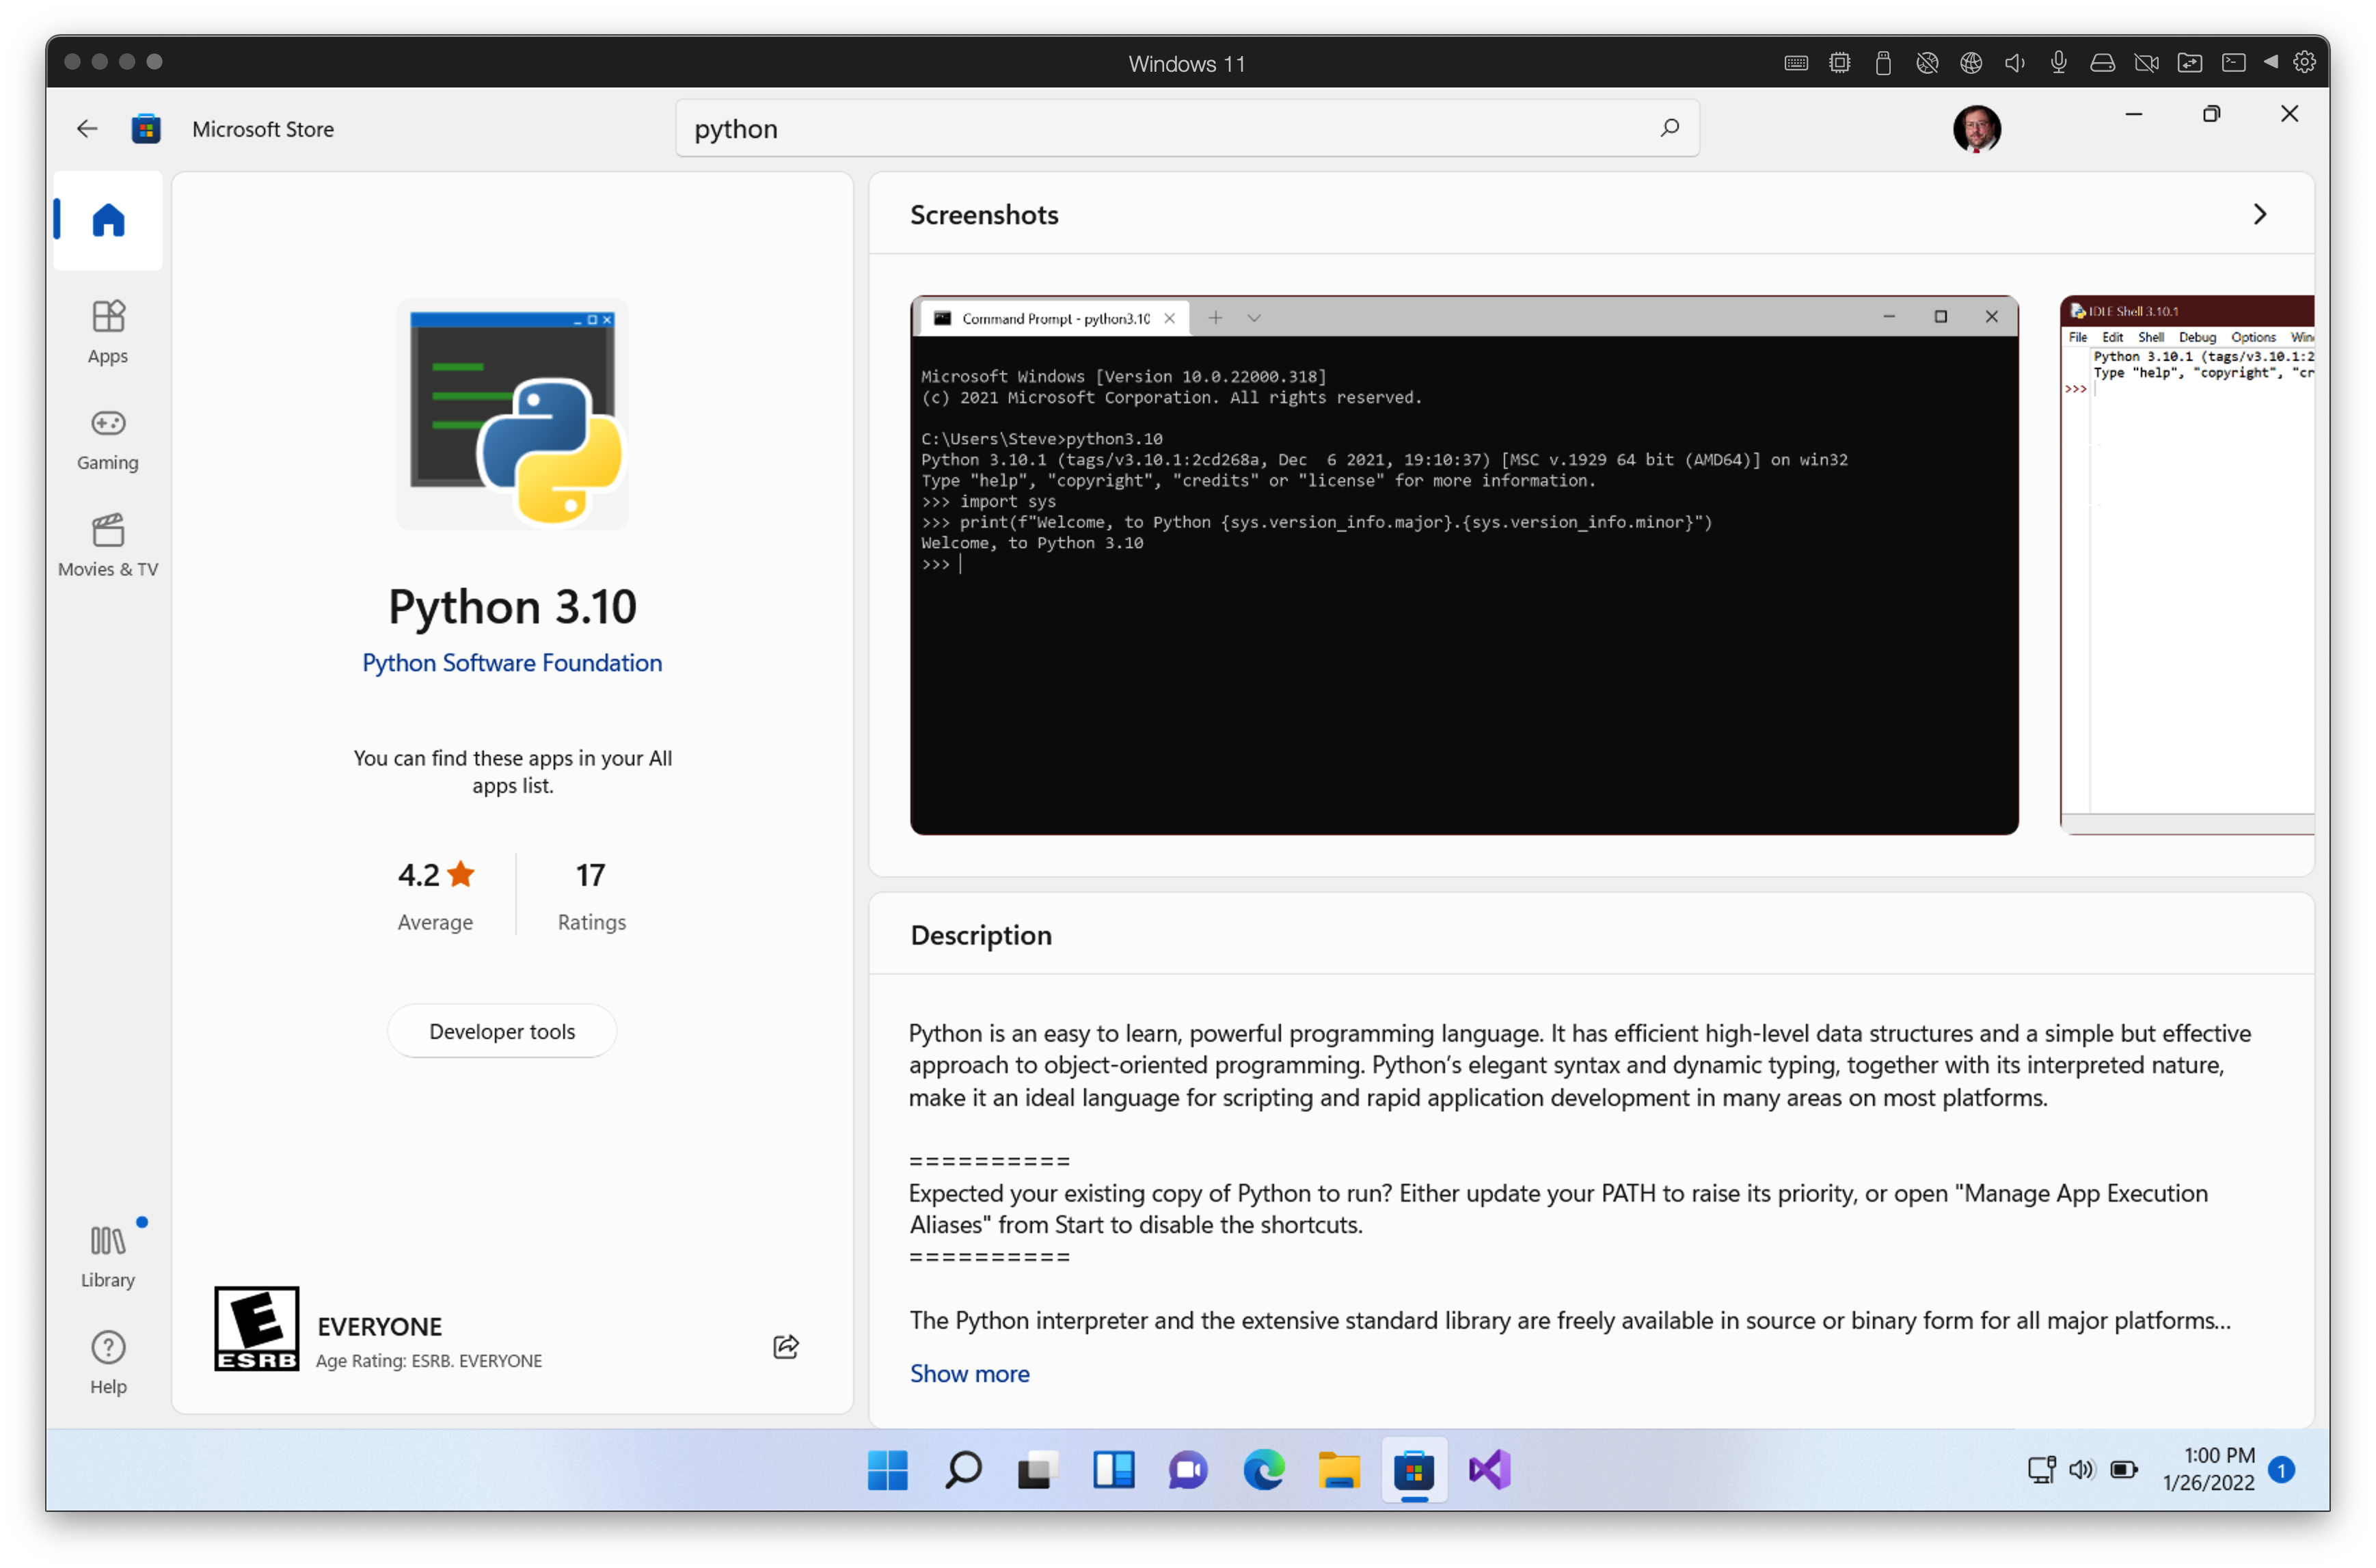 Windows 11
Microsoft Store
python
Apps
Gaming
Movies & TV
Library
Help
Python 3.10
Python Software Foundation
You can find these apps in your All
apps list.
4.2
Average
17
Ratings
Developer tools
E
ESRB
EVERYONE
Age Rating: ESRB. EVERYONE
Screenshots
Command Prompt - python3.10
Microsoft Windows [Version 10.0.22000.318]
(c) 2021 Microsoft Corporation. All rights reserved.
C:\Users\Steve>python3.10
Python 3.10.1 (tags/v3.10.1:2cd268a, Dec  6 2021, 19:10:37) [MSC v.1929 64 bit (AMD64)] on win32
Type "help", "copyright", "credits" or "license" for more information.
>>> import sys
>>> print(f"Welcome, to Python {sys.version_info.major}.{sys.version_info.minor}")
Welcome, to Python 3.10
>>>
IDLE Shell 3.10.1
File Edit Shell Debug Options Win
Python 3.10.1 (tags/v3.10.1:2
Type "help", "copyright", "cr
>>>
Description
Python is an easy to learn, powerful programming language. It has efficient high-level data structures and a simple but effective
approach to object-oriented programming. Python’s elegant syntax and dynamic typing, together with its interpreted nature,
make it an ideal language for scripting and rapid application development in many areas on most platforms.
==========
Expected your existing copy of Python to run? Either update your PATH to raise its priority, or open "Manage App Execution
Aliases" from Start to disable the shortcuts.
==========
The Python interpreter and the extensive standard library are freely available in source or binary form for all major platforms...
Show more
1:00 PM
1/26/2022
1